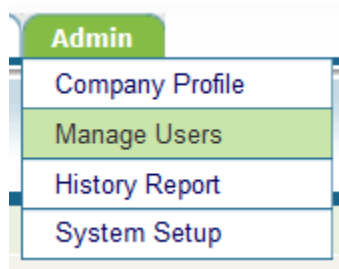 Admin
Company Profile
Manage Users
History Report
System Setup